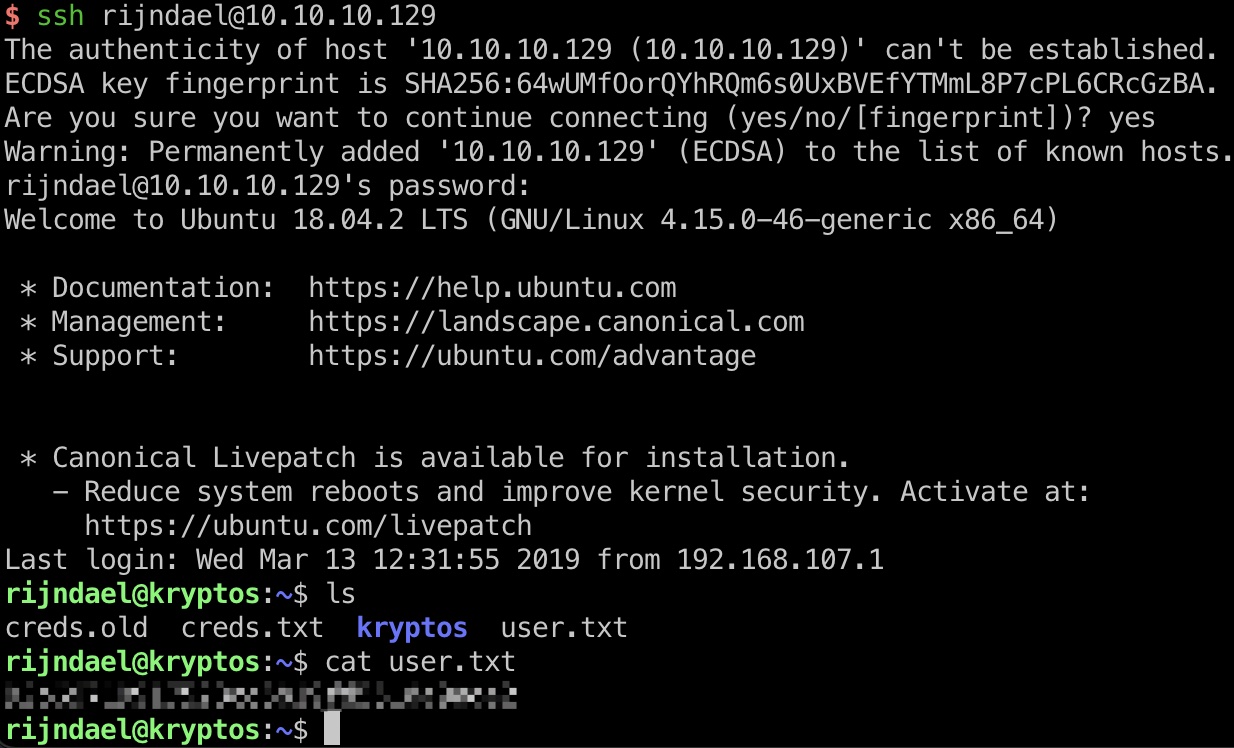 $ ssh rijndael@10.10.10.129
The authenticity of host '10.10.10.129 (10.10.10.129)' can't be established.
ECDSA key fingerprint is SHA256:64wUMfOorQYhRQm6s0UxBVEfYTMmL8P7cPL6CRcGzBA.
Are you sure you want to continue connecting (yes/no/[fingerprint])? yes
Warning: Permanently added '10.10.10.129' (ECDSA) to the list of known hosts.
rijndael@10.10.10.129's password:
Welcome to Ubuntu 18.04.2 LTS (GNU/Linux 4.15.0-46-generic x86_64)
 * Documentation:  https://help.ubuntu.com
 * Management:     https://landscape.canonical.com
 * Support:        https://ubuntu.com/advantage
 * Canonical Livepatch is available for installation.
   - Reduce system reboots and improve kernel security. Activate at:
     https://ubuntu.com/livepatch
Last login: Wed Mar 13 12:31:55 2019 from 192.168.107.1
rijndael@kryptos:~$ ls
creds.old  creds.txt  kryptos  user.txt
rijndael@kryptos:~$ cat user.txt
rijndael@kryptos:~$